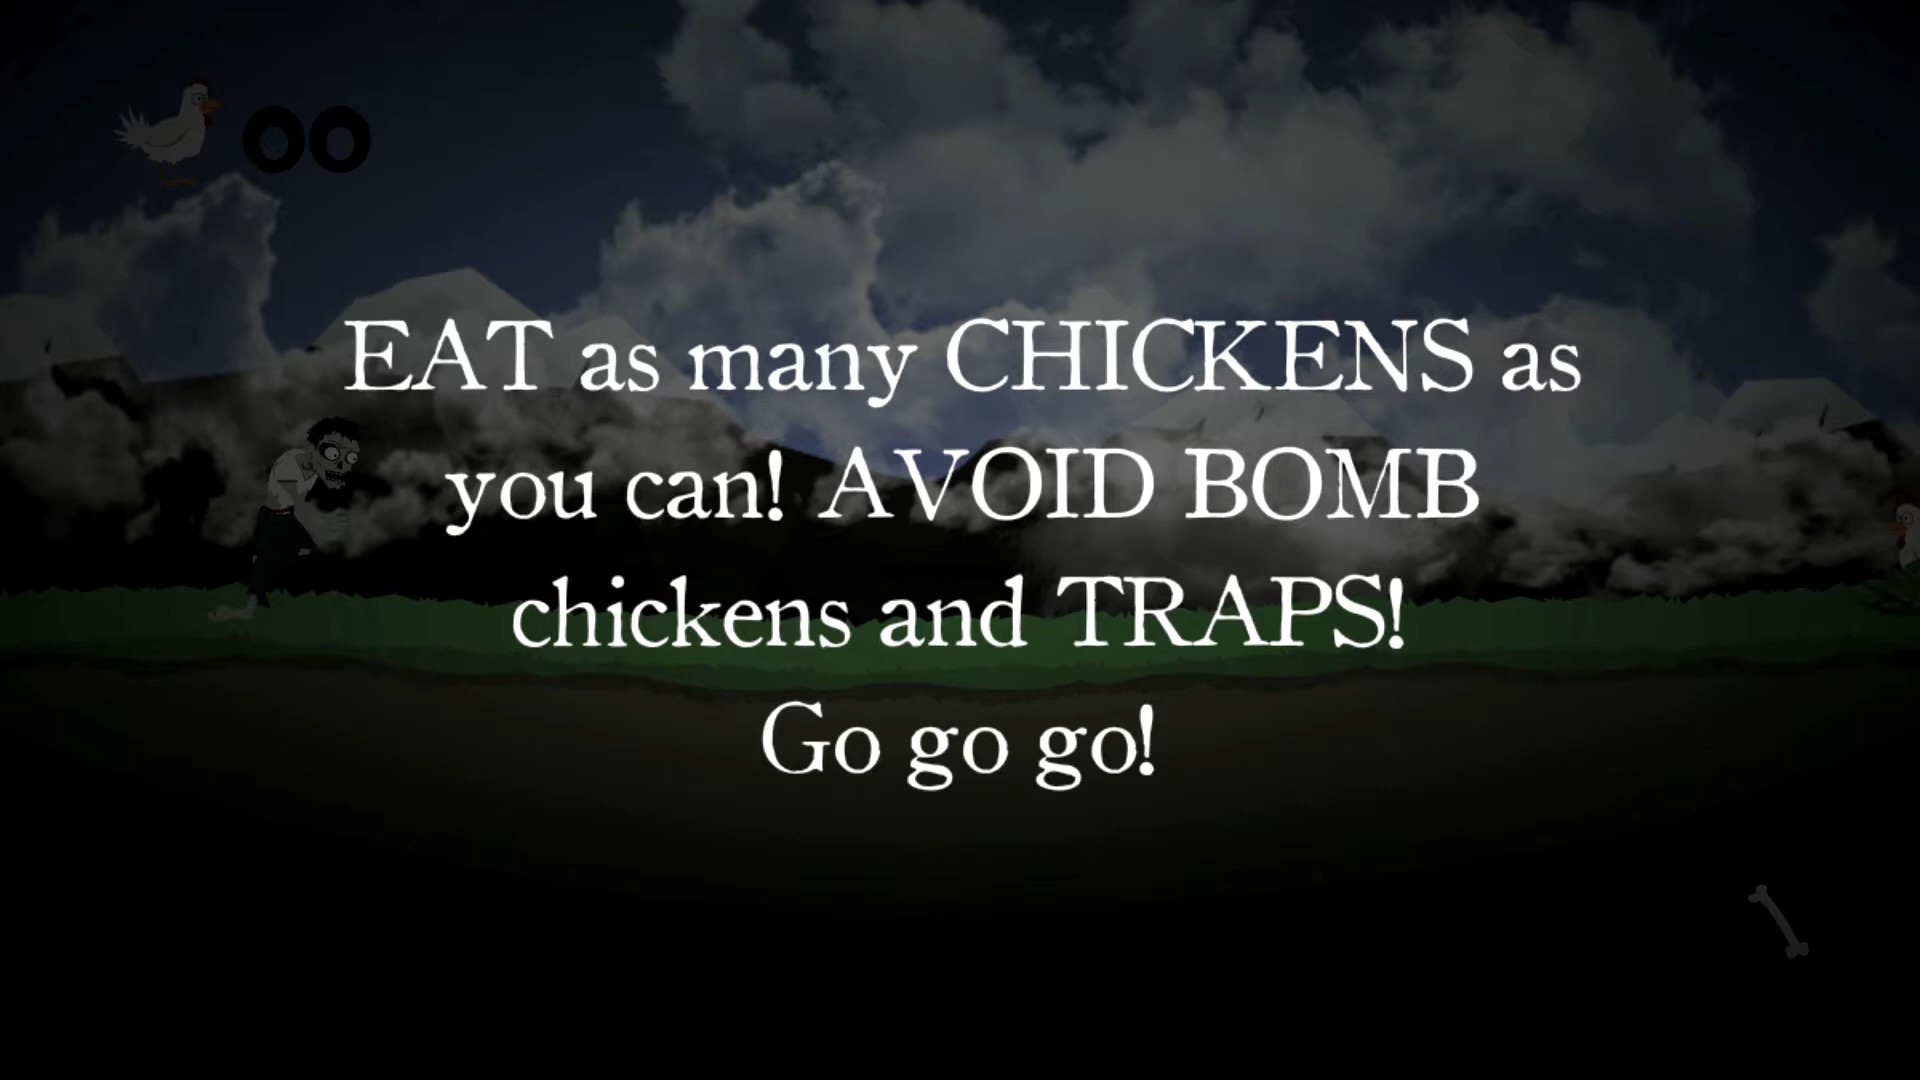 00
EAT as many CHICKENS as
you can! AVOID BOMB
chickens and TRAPS!
Go go go!